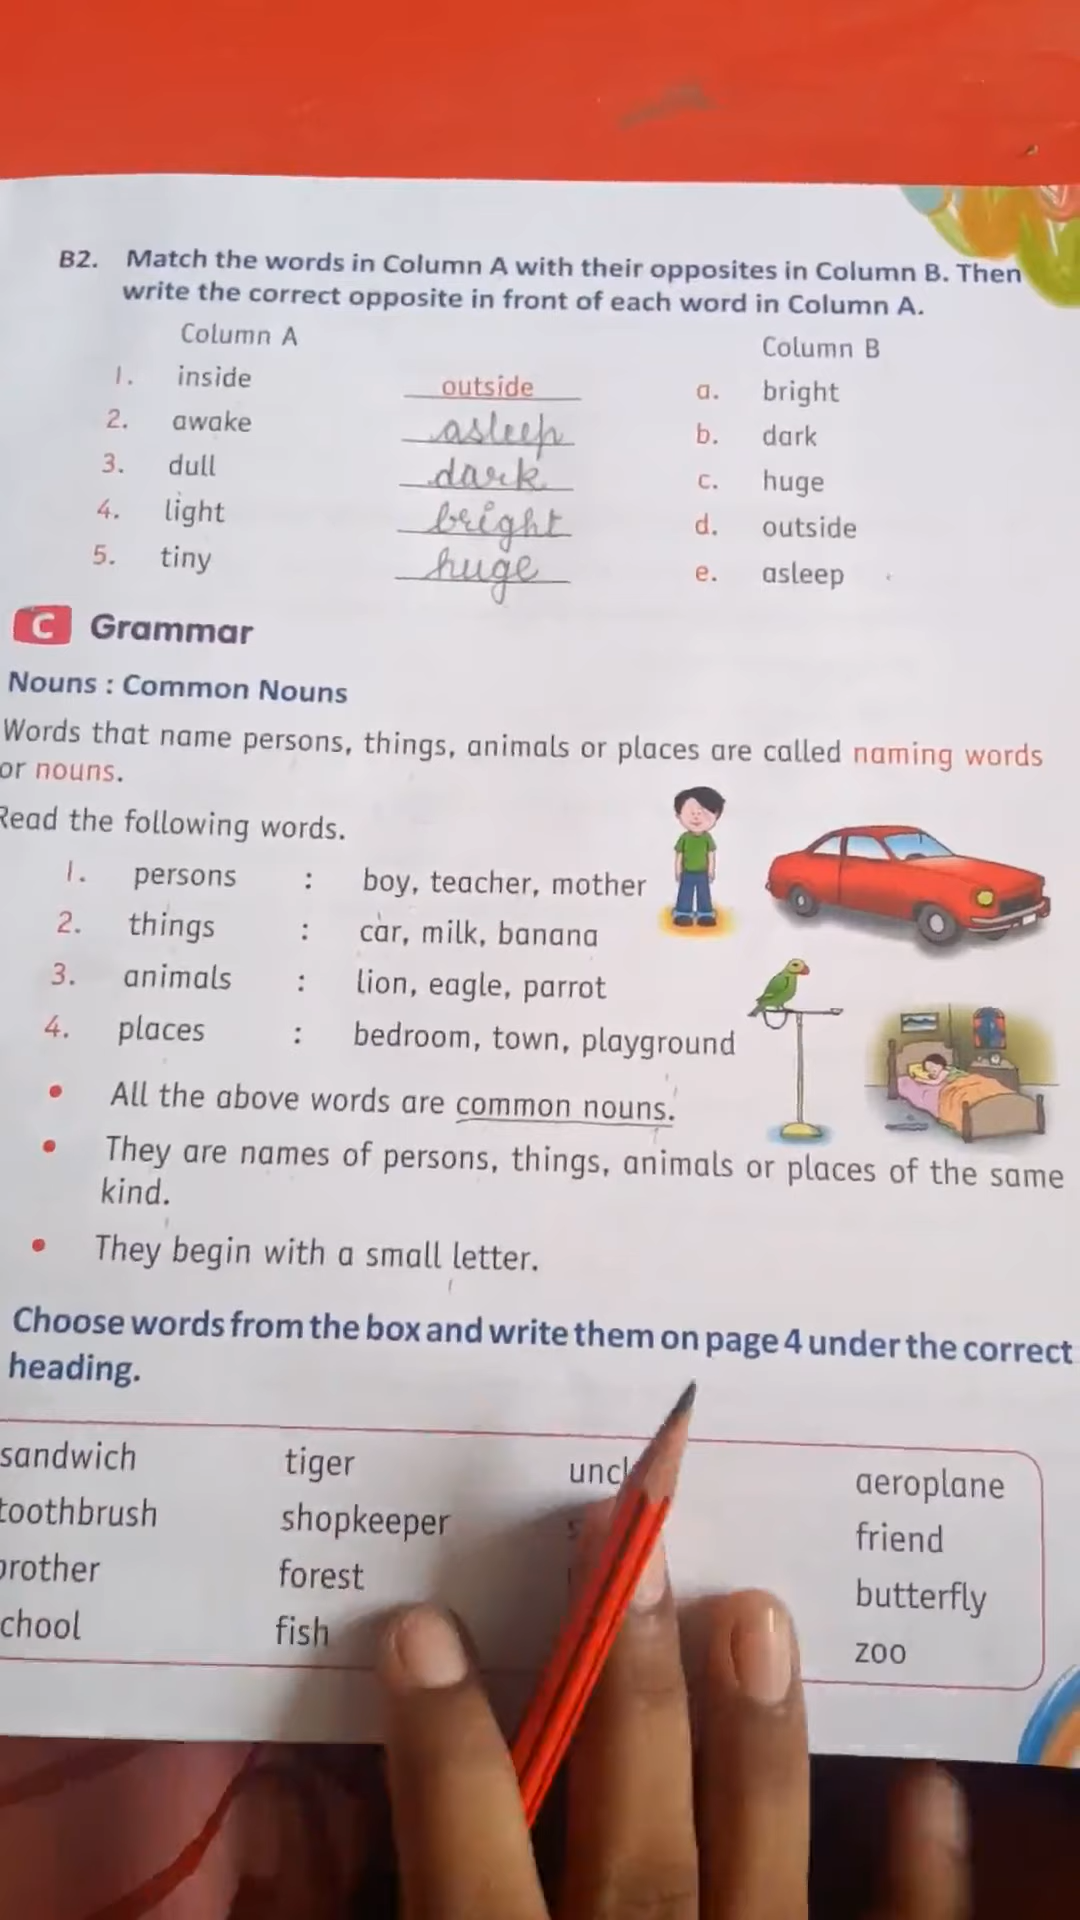 B2. Match the words in Column A with their opposites in Column B. Then
write the correct opposite in front of each word in Column A.
Column A Column B
1. inside outside a. bright
2. awake asleep b. dark
3. dull dark c. huge
4. light bright d. outside
5. tiny huge e. asleep
C Grammar
Nouns : Common Nouns
Words that name persons, things, animals or places are called naming words
or nouns.
Read the following words.
1. persons : boy, teacher, mother
2. things : car, milk, banana
3. animals : lion, eagle, parrot
4. places : bedroom, town, playground
• All the above words are common nouns.
• They are names of persons, things, animals or places of the same
kind.
• They begin with a small letter.
Choose words from the box and write them on page 4 under the correct
heading.
sandwich tiger aeroplane
toothbrush shopkeeper friend
brother forest butterfly
chool fish zoo